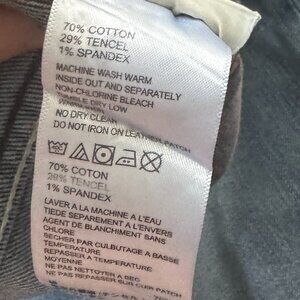 70% COTTON
29% TENCEL
1% SPANDEX
MACHINE WASH WARM
INSIDE OUT AND SEPARATELY
NON-CHLORINE BLEACH
TUMBLE DRY LOW
NO DRY CLEAN
DO NOT IRON ON LEATHER PATCH
70% COTTON
29% TENCEL
1% SPANDEX
LAVER A LA MACHINE A L'EAU
TIEDE SEPAREMENT A L'ENVERS
AGENT DE BLANCHIMENT SANS
CHLORE
SECHER PAR CULBUTAGE A BASSE
TEMPERATURE
REPASSER A TEMPERATURE
MOYENNE
NE PAS NETTOYER A SEC
NE PAS REPASSER SUR CUIR PATCH